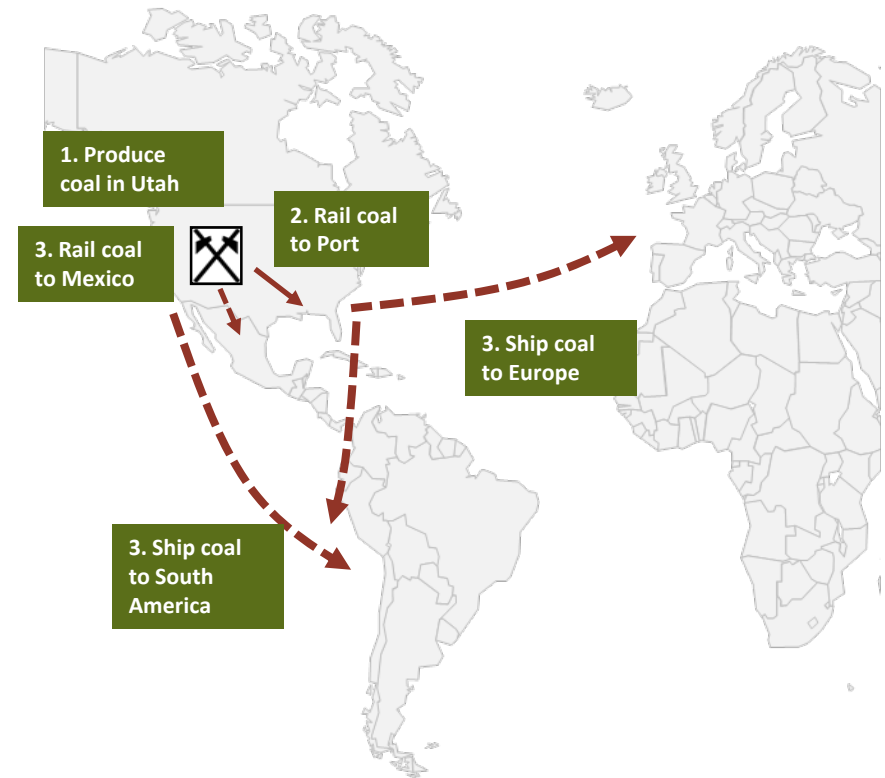 1. Produce
coal in Utah
2. Rail coal
to Port
3. Rail coal
to Mexico
3. Ship coal
to Europe
3. Ship coal
to South
America